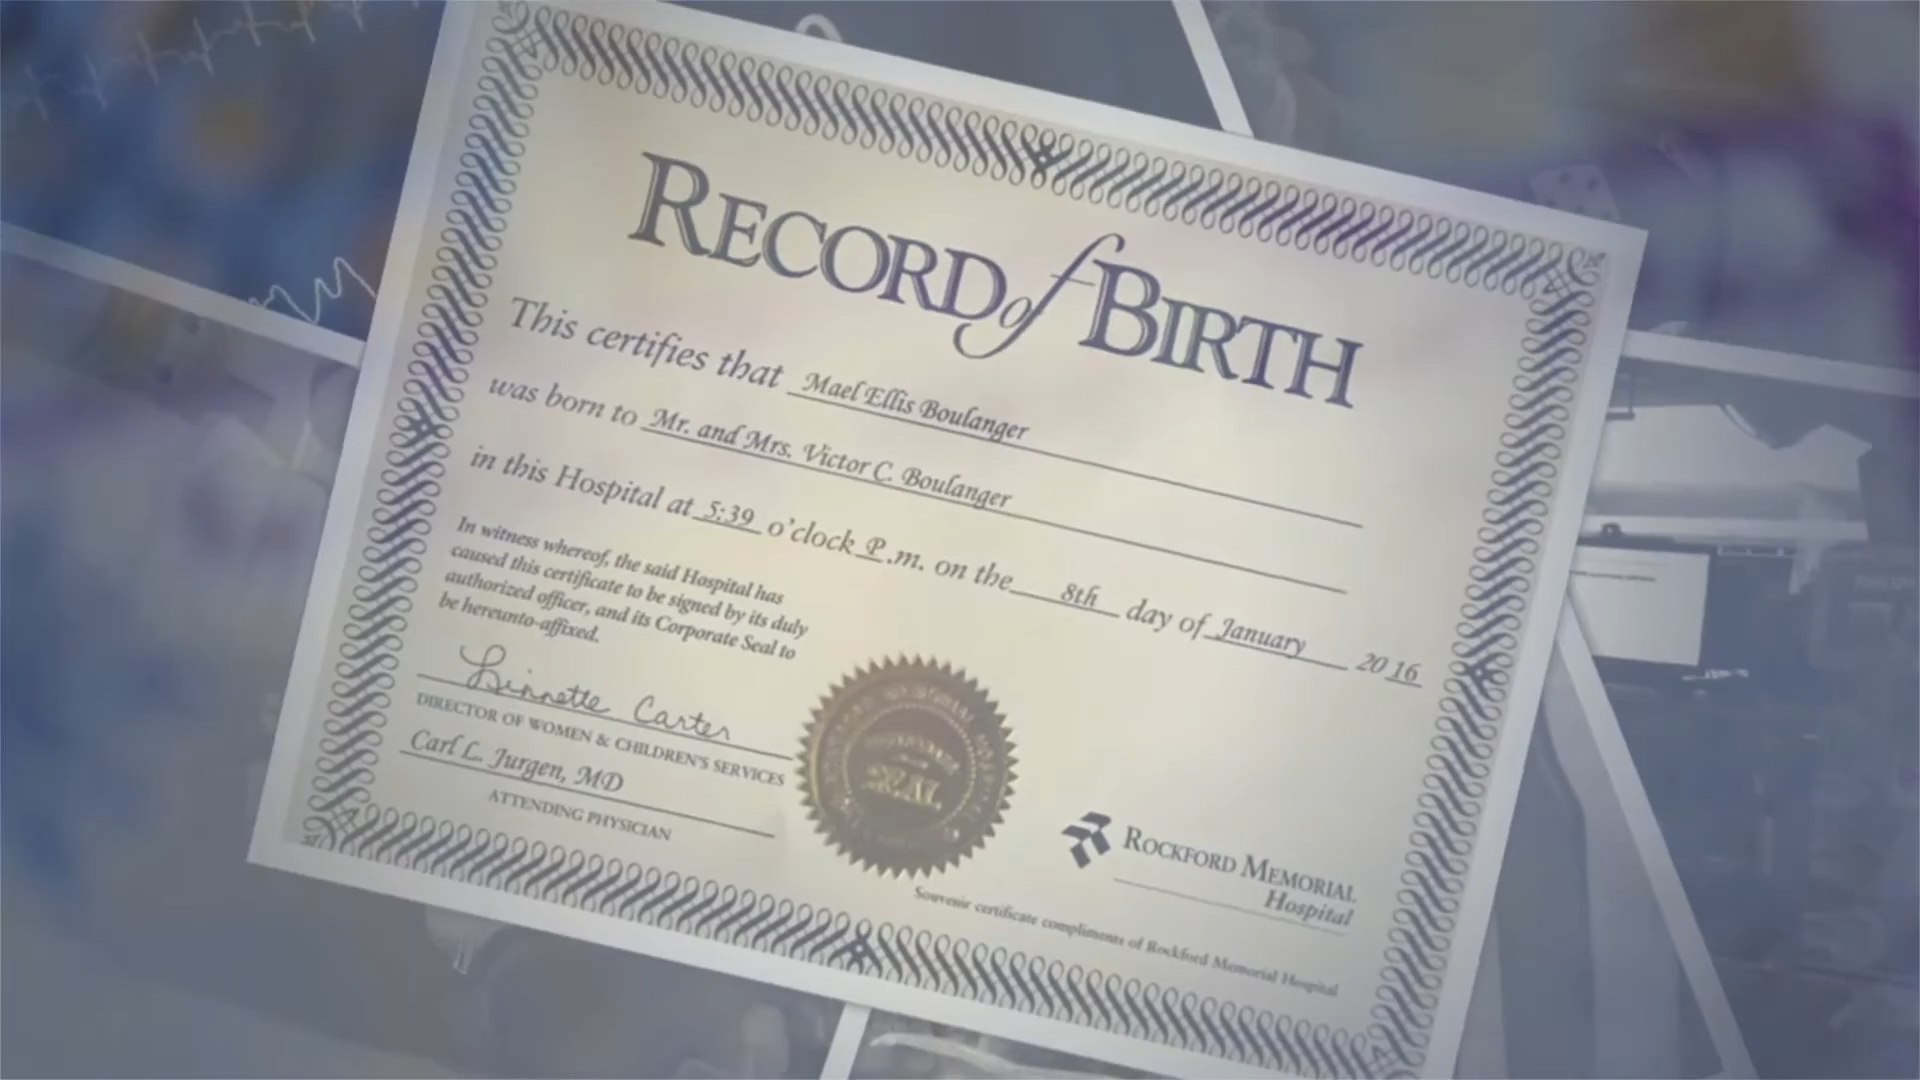 RECORD of BIRTH
This certifies that Mael Ellis Boulanger
was born to Mr. and Mrs. Victor C. Boulanger
in this Hospital at 5:39 o'clock P.m. on the 8th day of January 2016
In witness whereof, the said Hospital has
caused this certificate to be signed by its duly
authorized officer, and its Corporate Seal to
be hereunto-affixed.
Linnette Carter
DIRECTOR OF WOMEN & CHILDREN'S SERVICES
Carl L. Jurgen, MD
ATTENDING PHYSICIAN
SEAL
ROCKFORD MEMORIAL
Hospital
Souvenir certificate compliments of Rockford Memorial Hospital